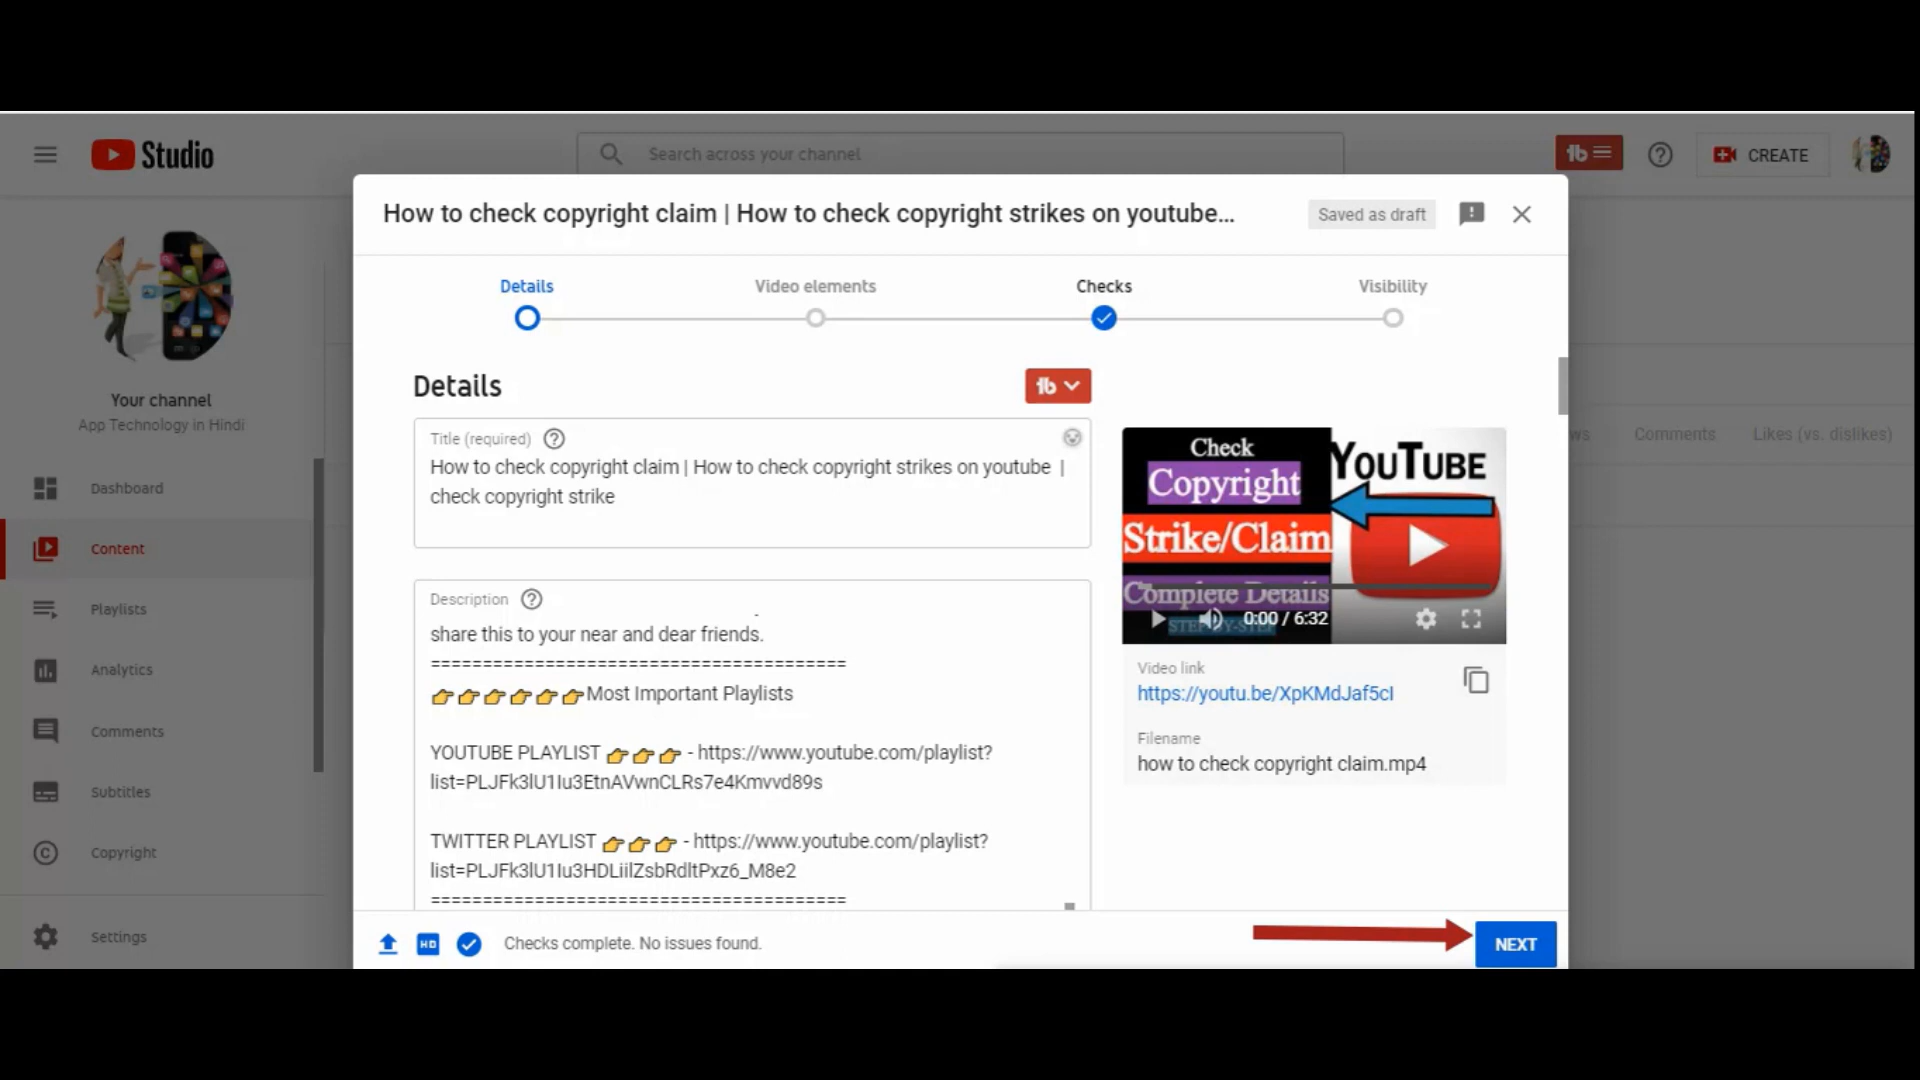 Studio
Search across your channel
CREATE
How to check copyright claim | How to check copyright strikes on youtube...
Saved as draft
Details
Video elements
Checks
Visibility
Your channel
App Technology in Hindi
Dashboard
Content
Playlists
Analytics
Comments
Subtitles
Copyright
Settings
Details
Title (required)
How to check copyright claim | How to check copyright strikes on youtube |
check copyright strike
Description
share this to your near and dear friends.
========================================
👉👉👉👉👉👉Most Important Playlists
YOUTUBE PLAYLIST 👉👉👉 - https://www.youtube.com/playlist?
list=PLJFk3lU1Iu3EtnAVwnCLRs7e4Kmvvd89s
TWITTER PLAYLIST 👉👉👉 - https://www.youtube.com/playlist?
list=PLJFk3lU1Iu3HDLiilZsbRdltPxz6_M8e2
========================================
Check
Copyright
Strike/Claim
Complete Details
STEP-BY-STEP
YOUTUBE
0:00 / 6:32
Video link
https://youtu.be/XpKMdJaf5cI
Filename
how to check copyright claim.mp4
Comments
Likes (vs. dislikes)
HD
Checks complete. No issues found.
NEXT